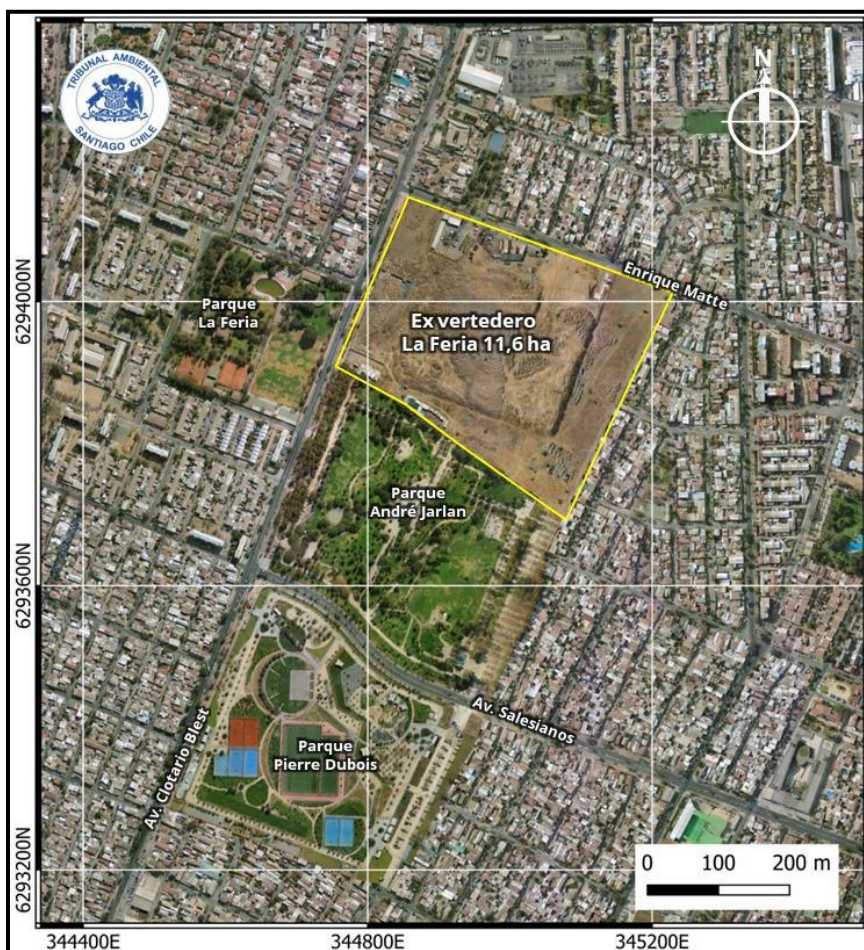 TRIBUNAL AMBIENTAL
SANTIAGO CHILE
N
6294000N
Enrique Matte
Parque
La Feria
Ex vertedero
La Feria 11,6 ha
Parque
André Jarlan
6293600N
Av. Salesianos
Av. Clotario Blest
Parque
Pierre Dubois
6293200N
0 100 200 m
344400E 344800E 345200E